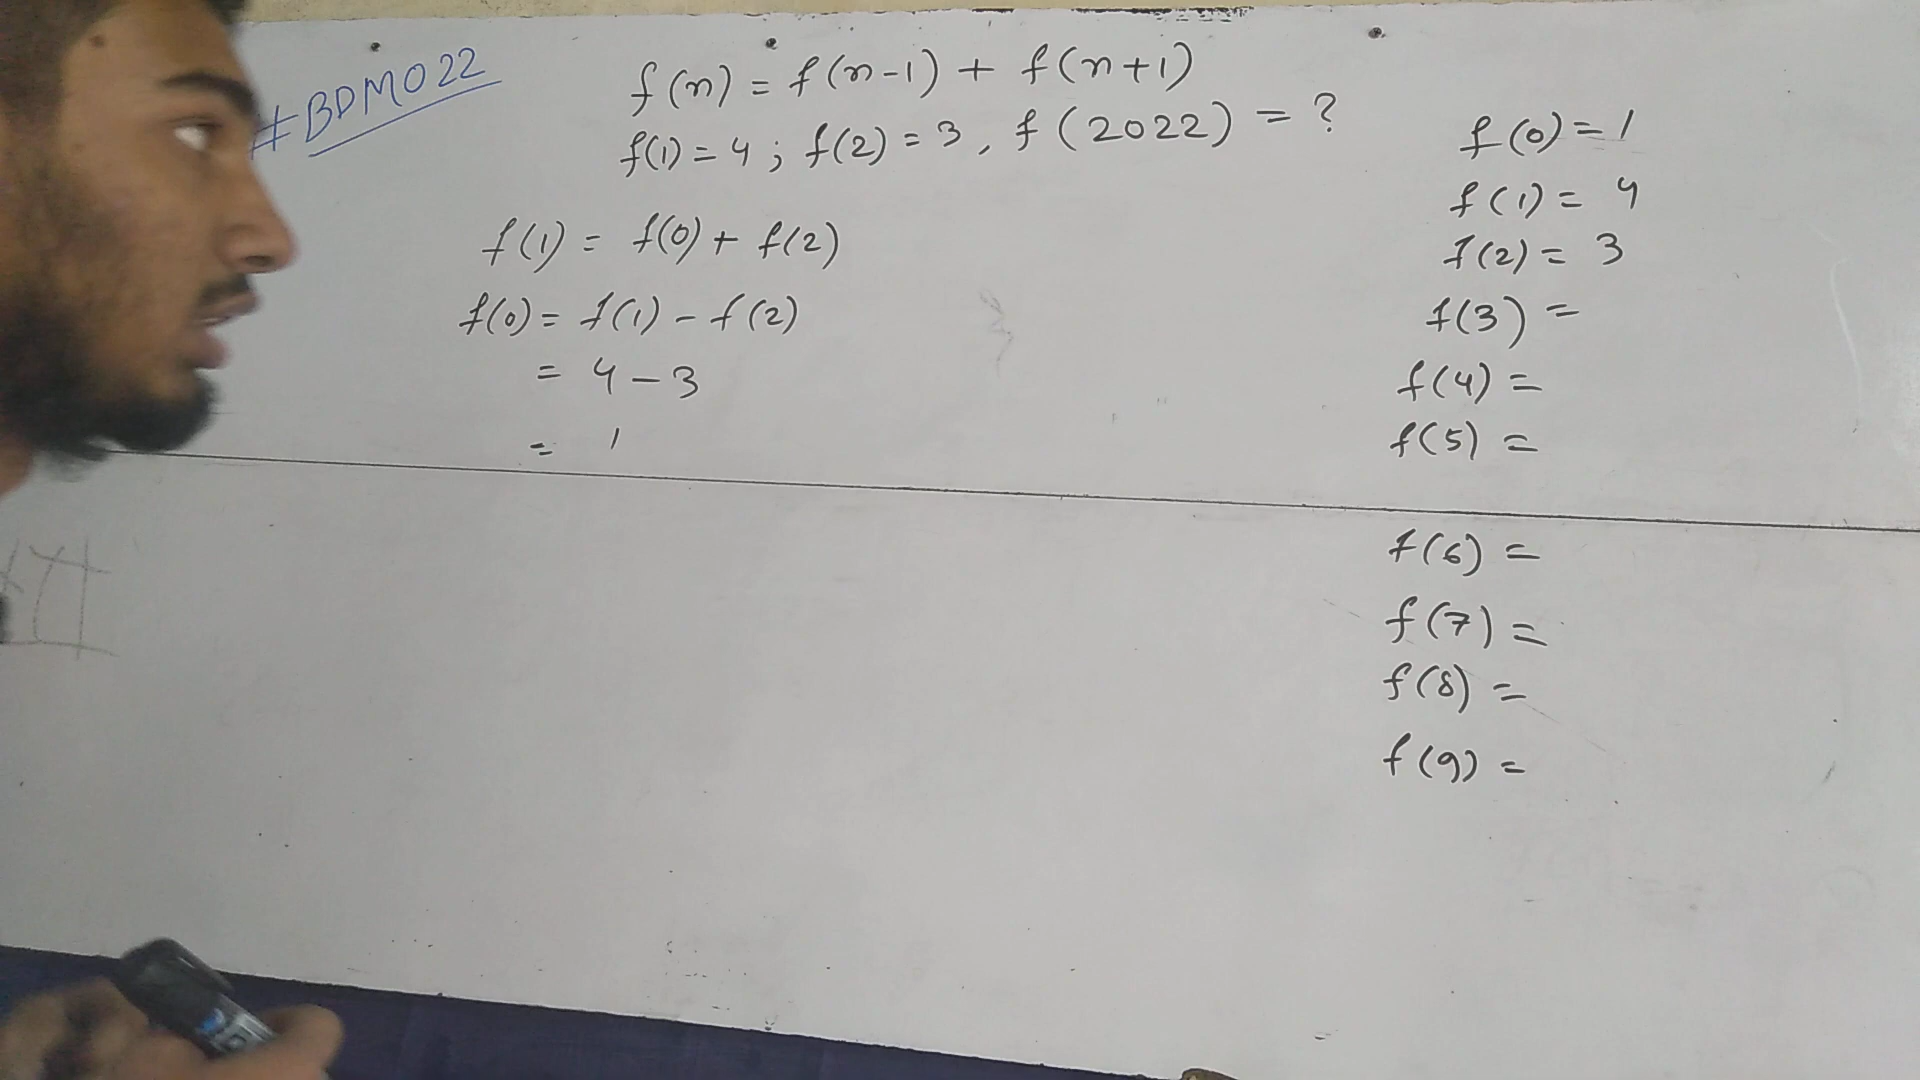 #BDMO22
f(n) = f(n-1) + f(n+1)
f(1) = 4 ; f(2) = 3 , f(2022) = ?
f(1) = f(0) + f(2)
f(0) = f(1) - f(2)
= 4 - 3
= 1
f(0) = 1
f(1) = 4
f(2) = 3
f(3) =
f(4) =
f(5) =
f(6) =
f(7) =
f(8) =
f(9) =